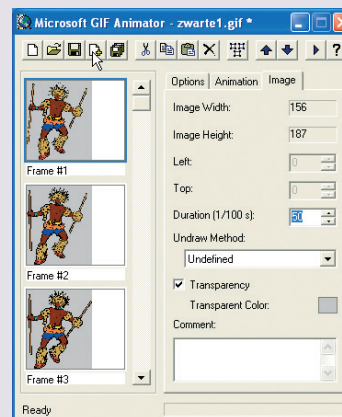 Microsoft GIF Animator - zwarte1.gif *
Options Animation Image
Image Width: 156
Image Height: 187
Left: 0
Top: 0
Duration (1/100 s): 50
Undraw Method:
Undefined
Transparency
Transparent Color:
Comment:
Frame #1
Frame #2
Frame #3
Ready